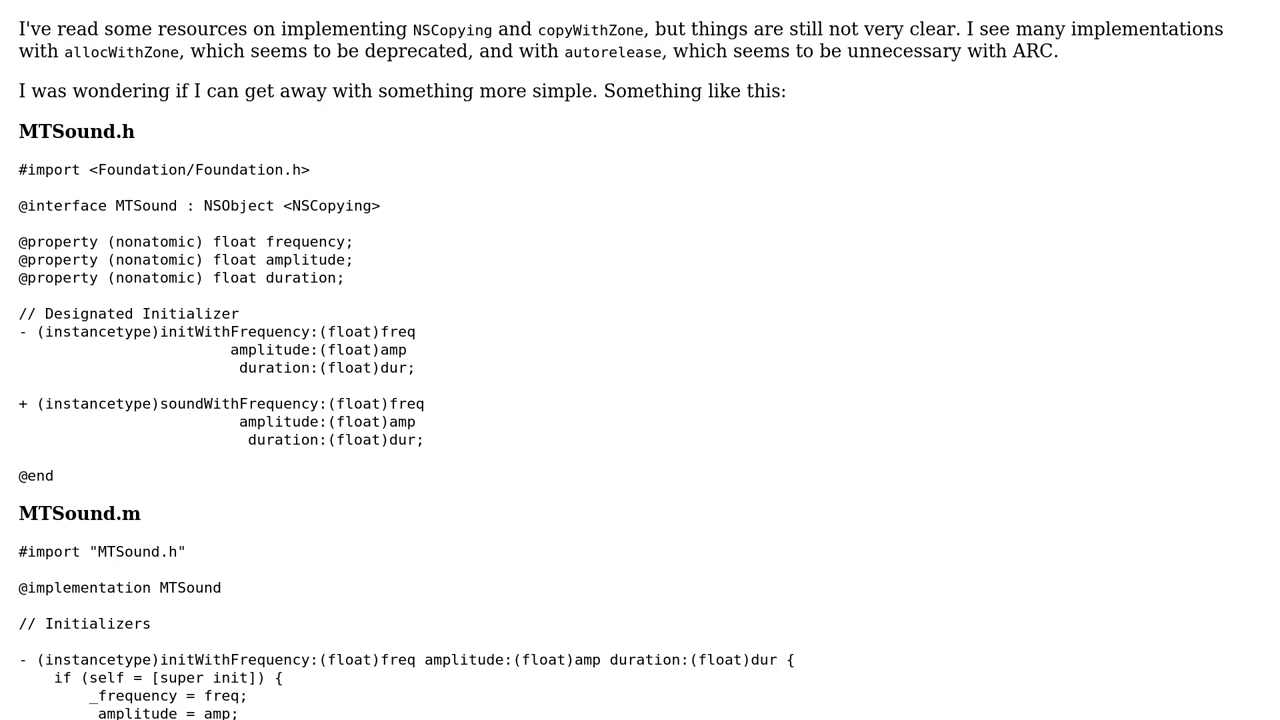 I've read some resources on implementing NSCopying and copyWithZone, but things are still not very clear. I see many implementations
with allocWithZone, which seems to be deprecated, and with autorelease, which seems to be unnecessary with ARC.
I was wondering if I can get away with something more simple. Something like this:
MTSound.h
#import <Foundation/Foundation.h>
@interface MTSound : NSObject <NSCopying>
@property (nonatomic) float frequency;
@property (nonatomic) float amplitude;
@property (nonatomic) float duration;
// Designated Initializer
- (instancetype)initWithFrequency:(float)freq
                        amplitude:(float)amp
                         duration:(float)dur;
+ (instancetype)soundWithFrequency:(float)freq
                         amplitude:(float)amp
                          duration:(float)dur;
@end
MTSound.m
#import "MTSound.h"
@implementation MTSound
// Initializers
- (instancetype)initWithFrequency:(float)freq amplitude:(float)amp duration:(float)dur {
    if (self = [super init]) {
        _frequency = freq;
        _amplitude = amp;